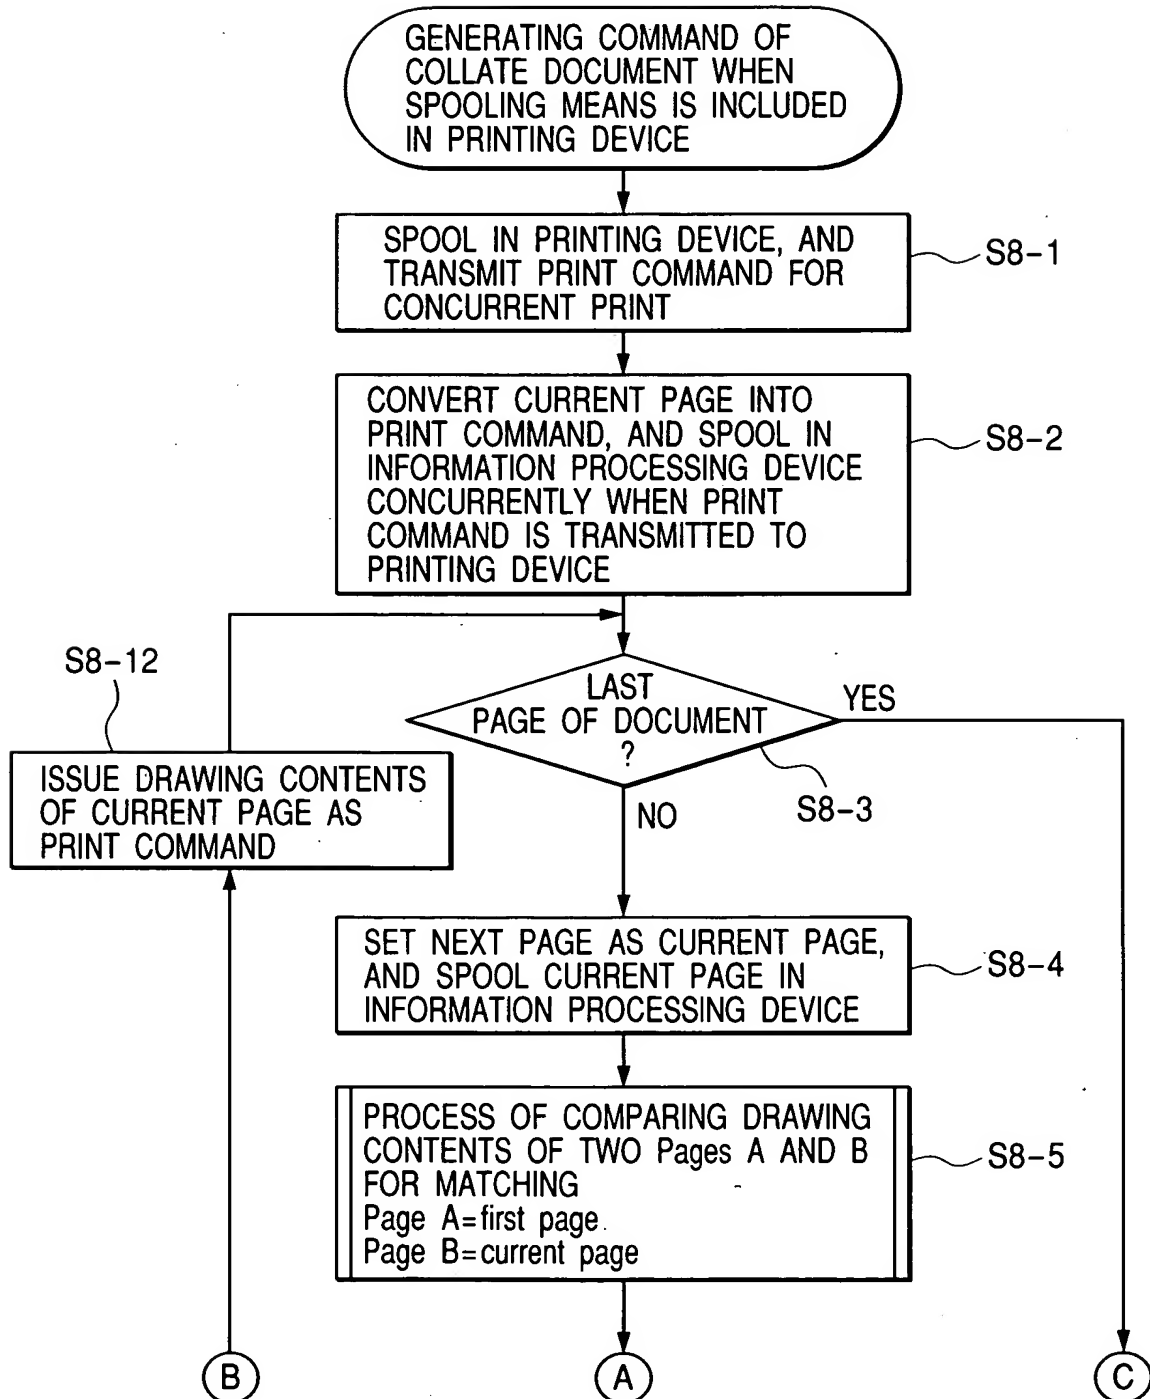 GENERATING COMMAND OF
COLLATE DOCUMENT WHEN
SPOOLING MEANS IS INCLUDED
IN PRINTING DEVICE
SPOOL IN PRINTING DEVICE, AND
TRANSMIT PRINT COMMAND FOR
CONCURRENT PRINT
S8-1
CONVERT CURRENT PAGE INTO
PRINT COMMAND, AND SPOOL IN
INFORMATION PROCESSING DEVICE
CONCURRENTLY WHEN PRINT
COMMAND IS TRANSMITTED TO
PRINTING DEVICE
S8-2
S8-12
LAST
PAGE OF DOCUMENT
?
YES
S8-3
NO
ISSUE DRAWING CONTENTS
OF CURRENT PAGE AS
PRINT COMMAND
SET NEXT PAGE AS CURRENT PAGE,
AND SPOOL CURRENT PAGE IN
INFORMATION PROCESSING DEVICE
S8-4
PROCESS OF COMPARING DRAWING
CONTENTS OF TWO Pages A AND B
FOR MATCHING
Page A=first page
Page B=current page
S8-5
B
A
C